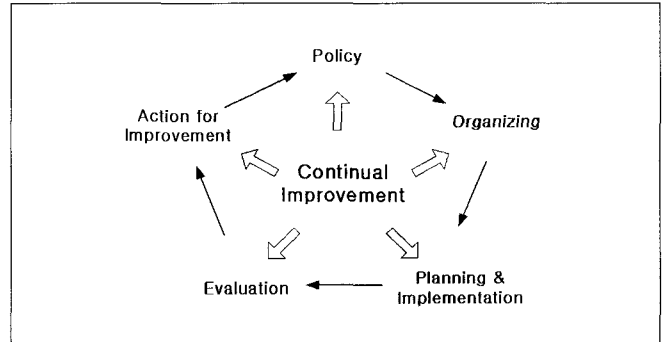 Policy
Organizing
Planning &
Implementation
Evaluation
Action for
Improvement
Continual
Improvement